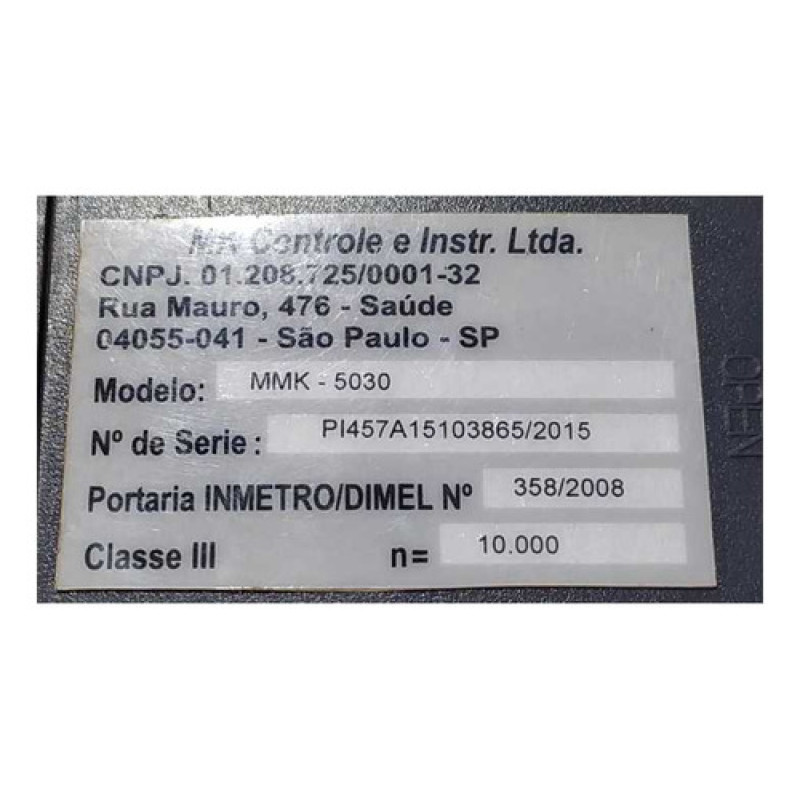 MK Controle e Instr. Ltda.
CNPJ. 01.208.725/0001-32
Rua Mauro, 476 - Saúde
04055-041 - São Paulo - SP
Modelo: MMK - 5030
Nº de Serie : PI457A15103865/2015
Portaria INMETRO/DIMEL Nº 358/2008
Classe III n= 10.000
OPEN